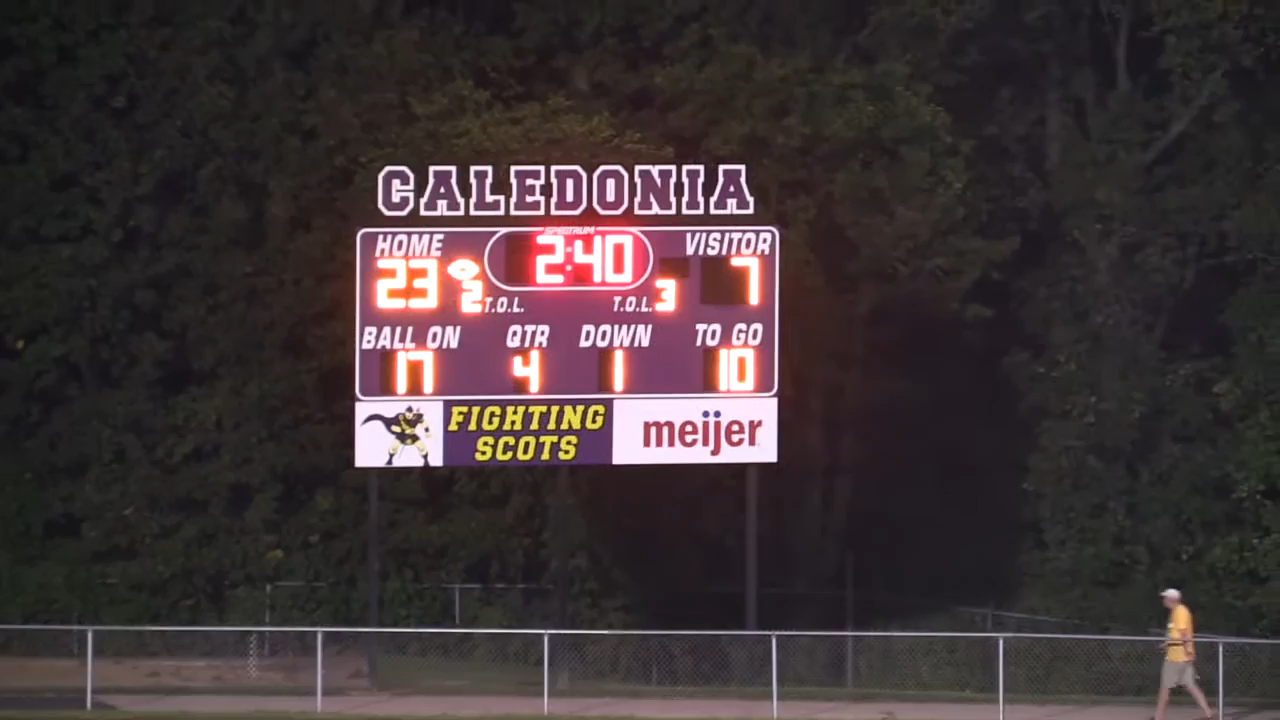 CALEDONIA
SPECTRUM
HOME 2:40 VISITOR
23 2 T.O.L. T.O.L. 3 7
BALL ON QTR DOWN TO GO
17 4 1 10
FIGHTING
SCOTS
meijer